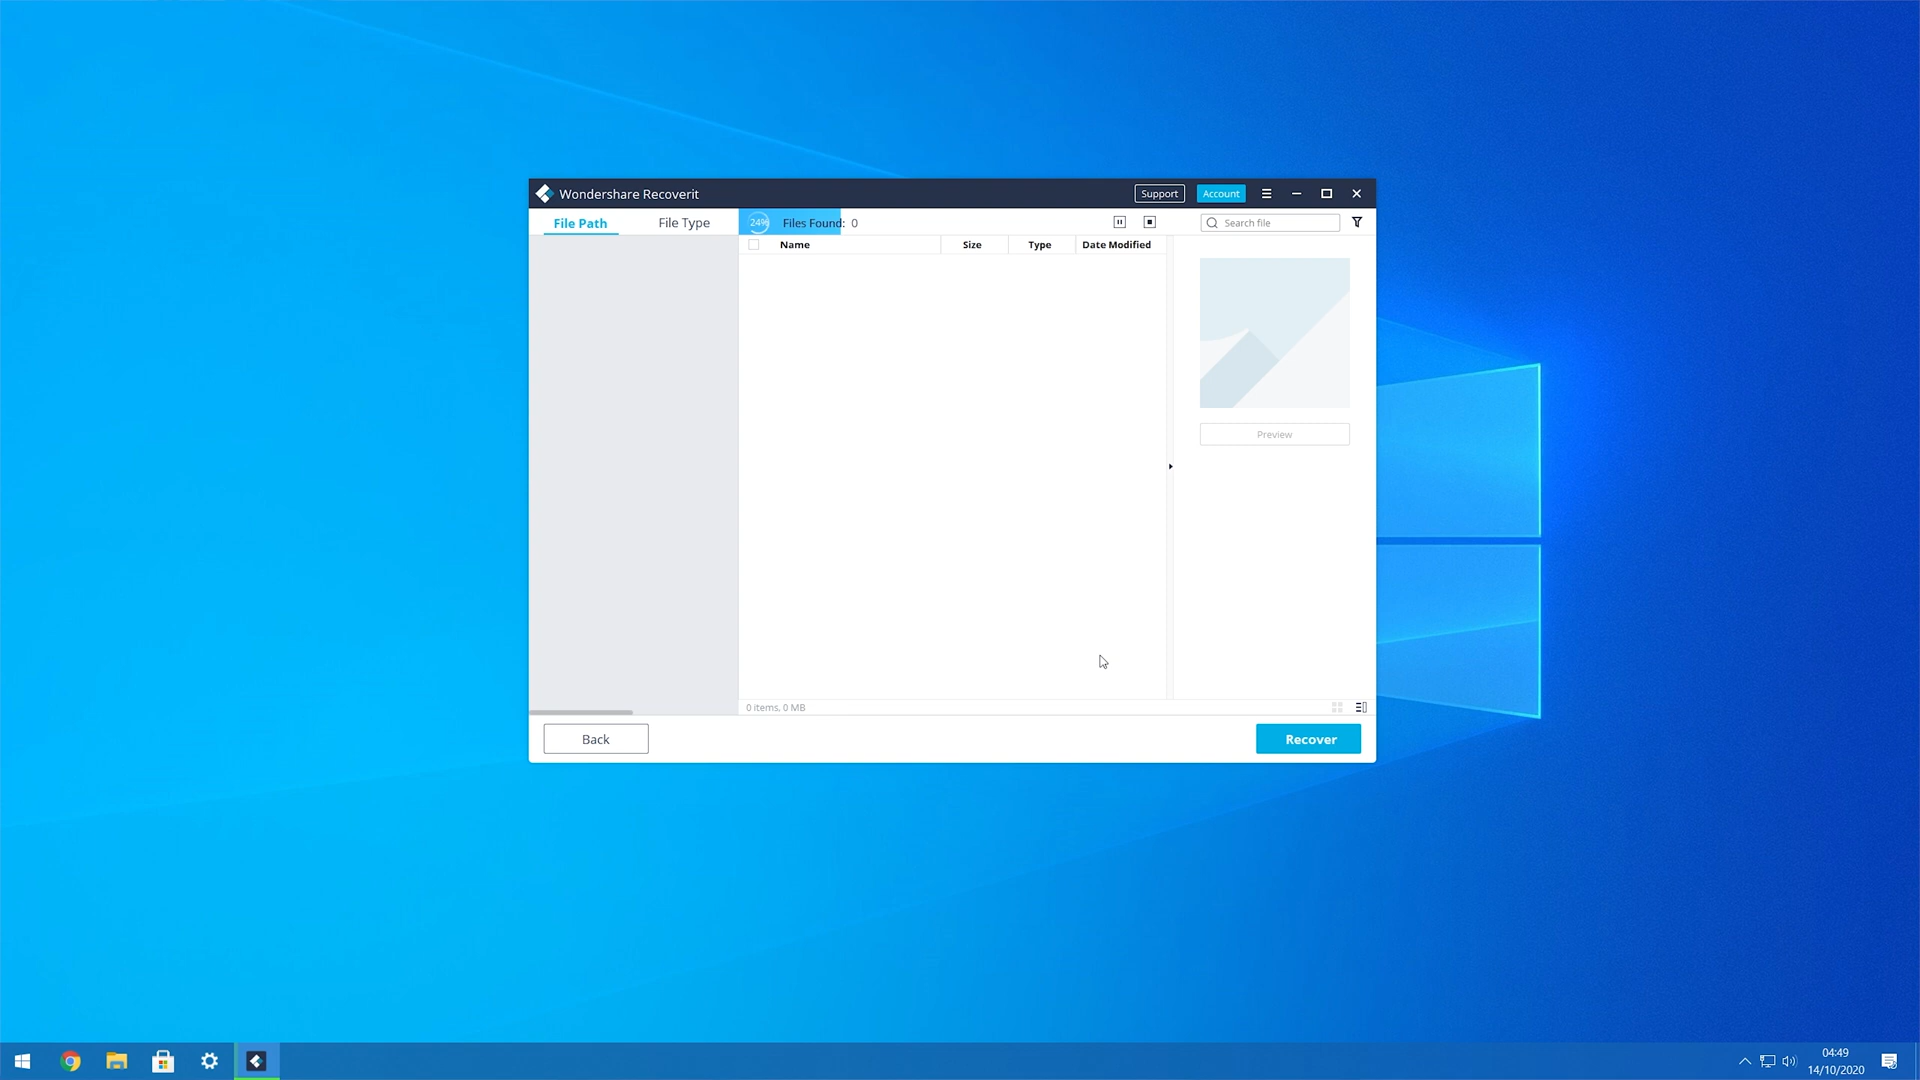 Wondershare Recoverit
Support
Account
File Path
File Type
24%
Files Found: 0
Search file
Name
Size
Type
Date Modified
Preview
0 items, 0 MB
Back
Recover
04:49
14/10/2020